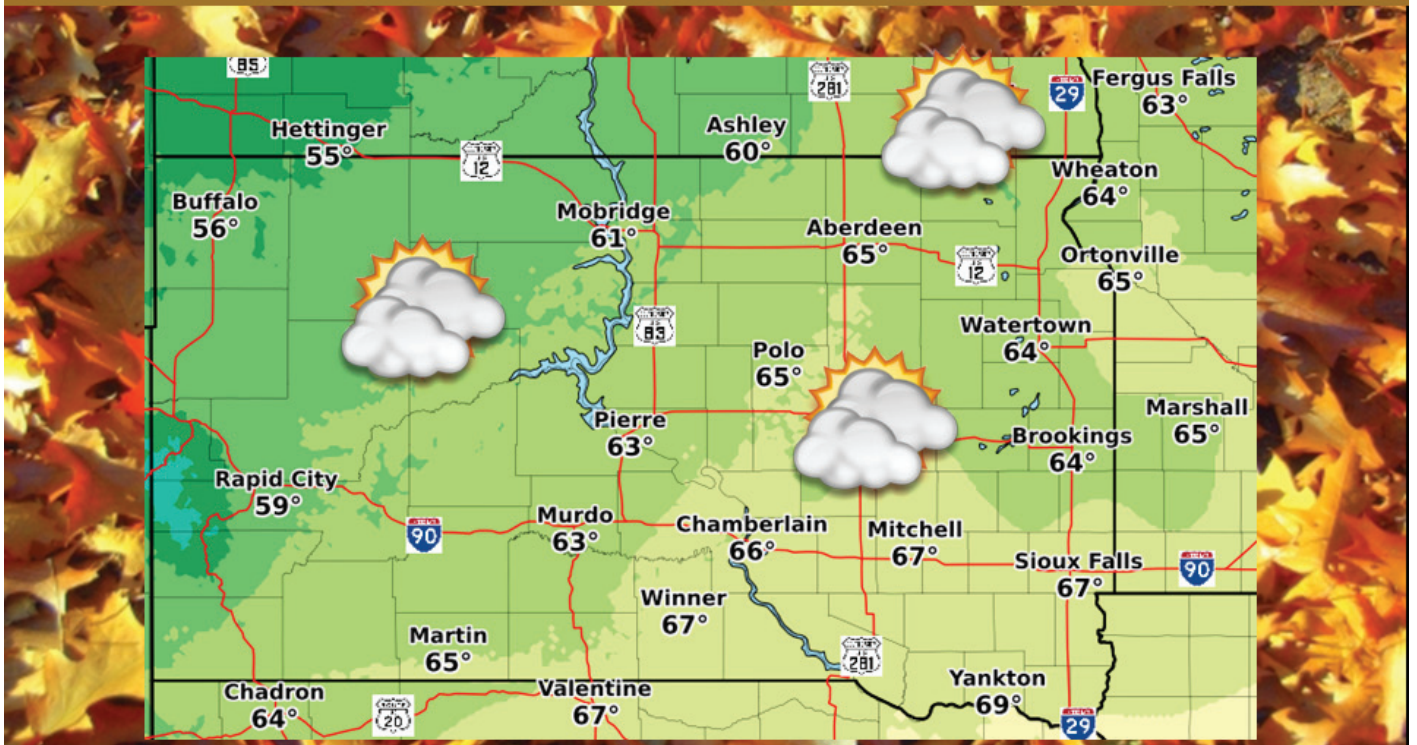 85
281
29
Fergus Falls
63°
Hettinger
55°
Ashley
60°
12
Wheaton
64°
Buffalo
56°
Mobridge
61°
Aberdeen
65°
12
Ortonville
65°
83
Watertown
64°
Polo
65°
Pierre
63°
Marshall
65°
Brookings
64°
Rapid City
59°
90
Murdo
63°
Chamberlain
66°
Mitchell
67°
Sioux Falls
67°
90
Winner
67°
Martin
65°
281
Chadron
64°
20
Valentine
67°
Yankton
69°
29